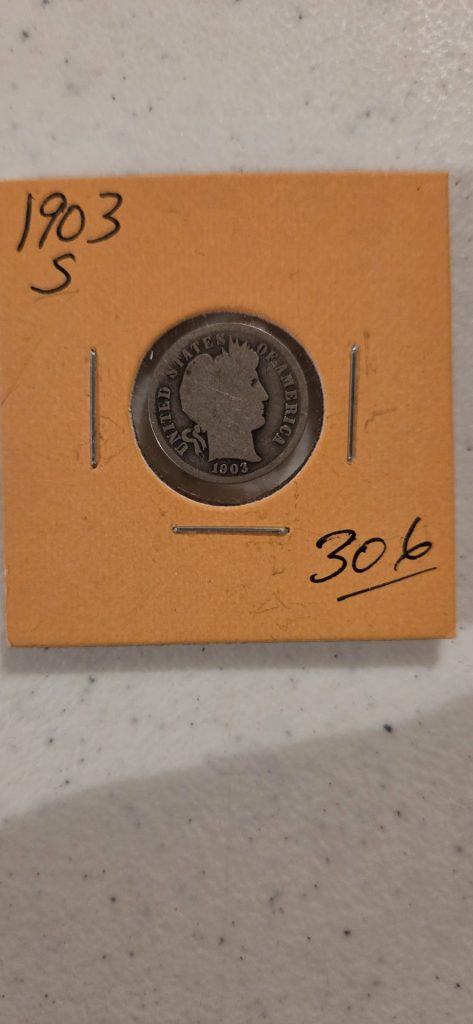 1903
S
UNITED STATES OF AMERICA
1903
306